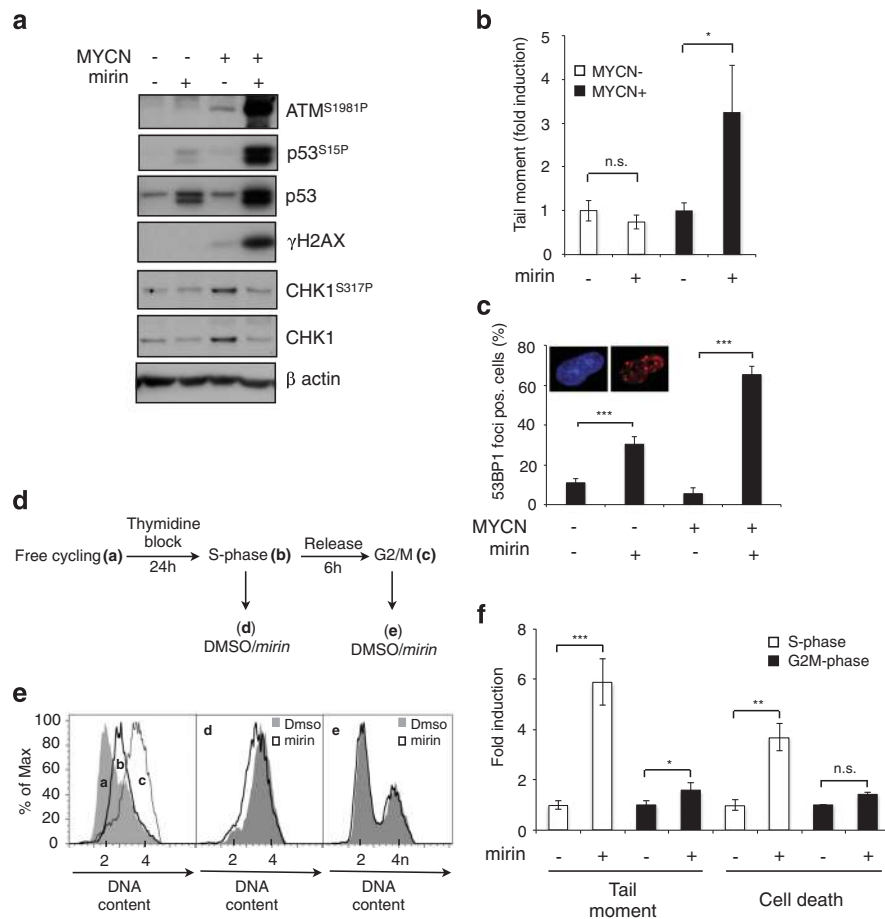 a
MYCN - - + +
mirin - + - +
ATMS1981P
p53S15P
p53
γH2AX
CHK1S317P
CHK1
β actin
b
Tail moment (fold induction)
5
4
3
2
1
0
MYCN-
MYCN+
n.s.
*
mirin - + - +
c
53BP1 foci pos. cells (%)
80
60
40
20
0
***
***
MYCN - - + +
mirin - + - +
d
Free cycling (a)
Thymidine
block
24h
S-phase (b)
Release
6h
G2/M (c)
(d)
DMSO/mirin
(e)
DMSO/mirin
e
% of Max
100
80
60
40
20
0
a
b
c
2 4
DNA
content
d
Dmso
mirin
2 4
DNA
content
e
Dmso
mirin
2 4n
DNA
content
f
Fold induction
8
6
4
2
0
S-phase
G2M-phase
***
*
**
n.s.
mirin - + - + - + - +
Tail
moment
Cell death